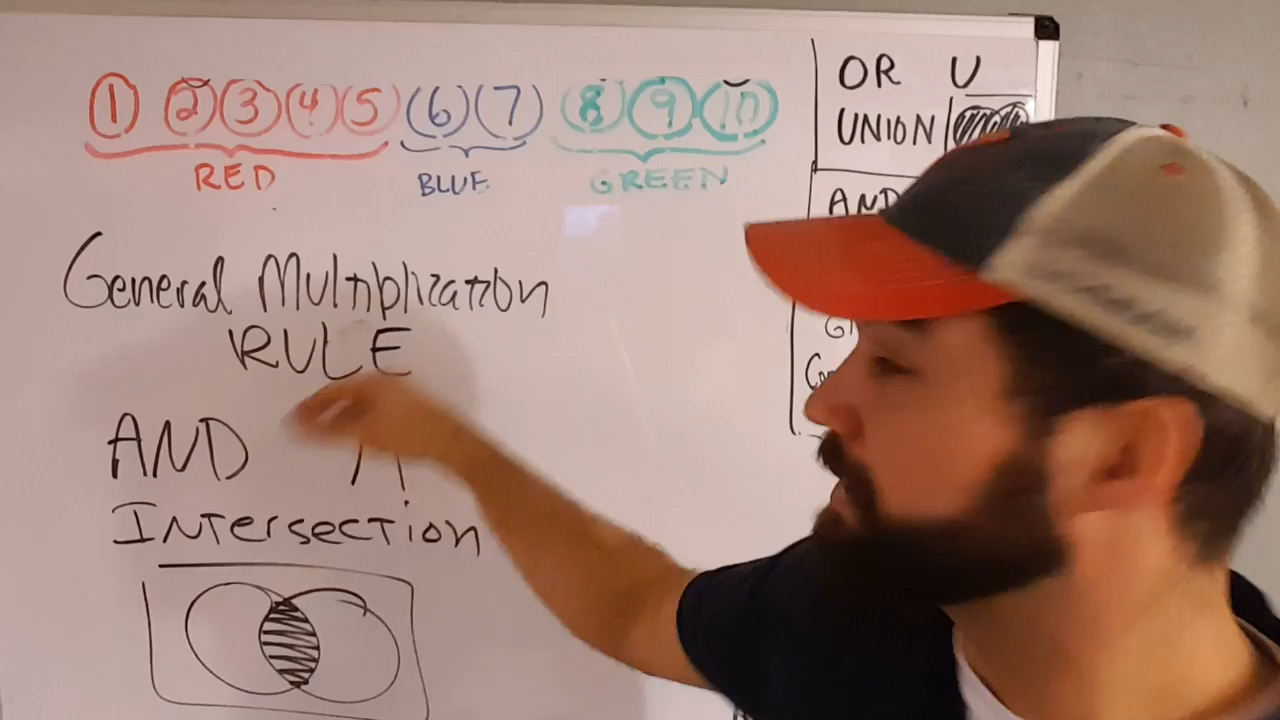 1 2 3 4 5 6 7 8 9 10
RED BLUE GREEN
General Multiplication
RULE
AND ∩
Intersection
OR U
UNION
AND